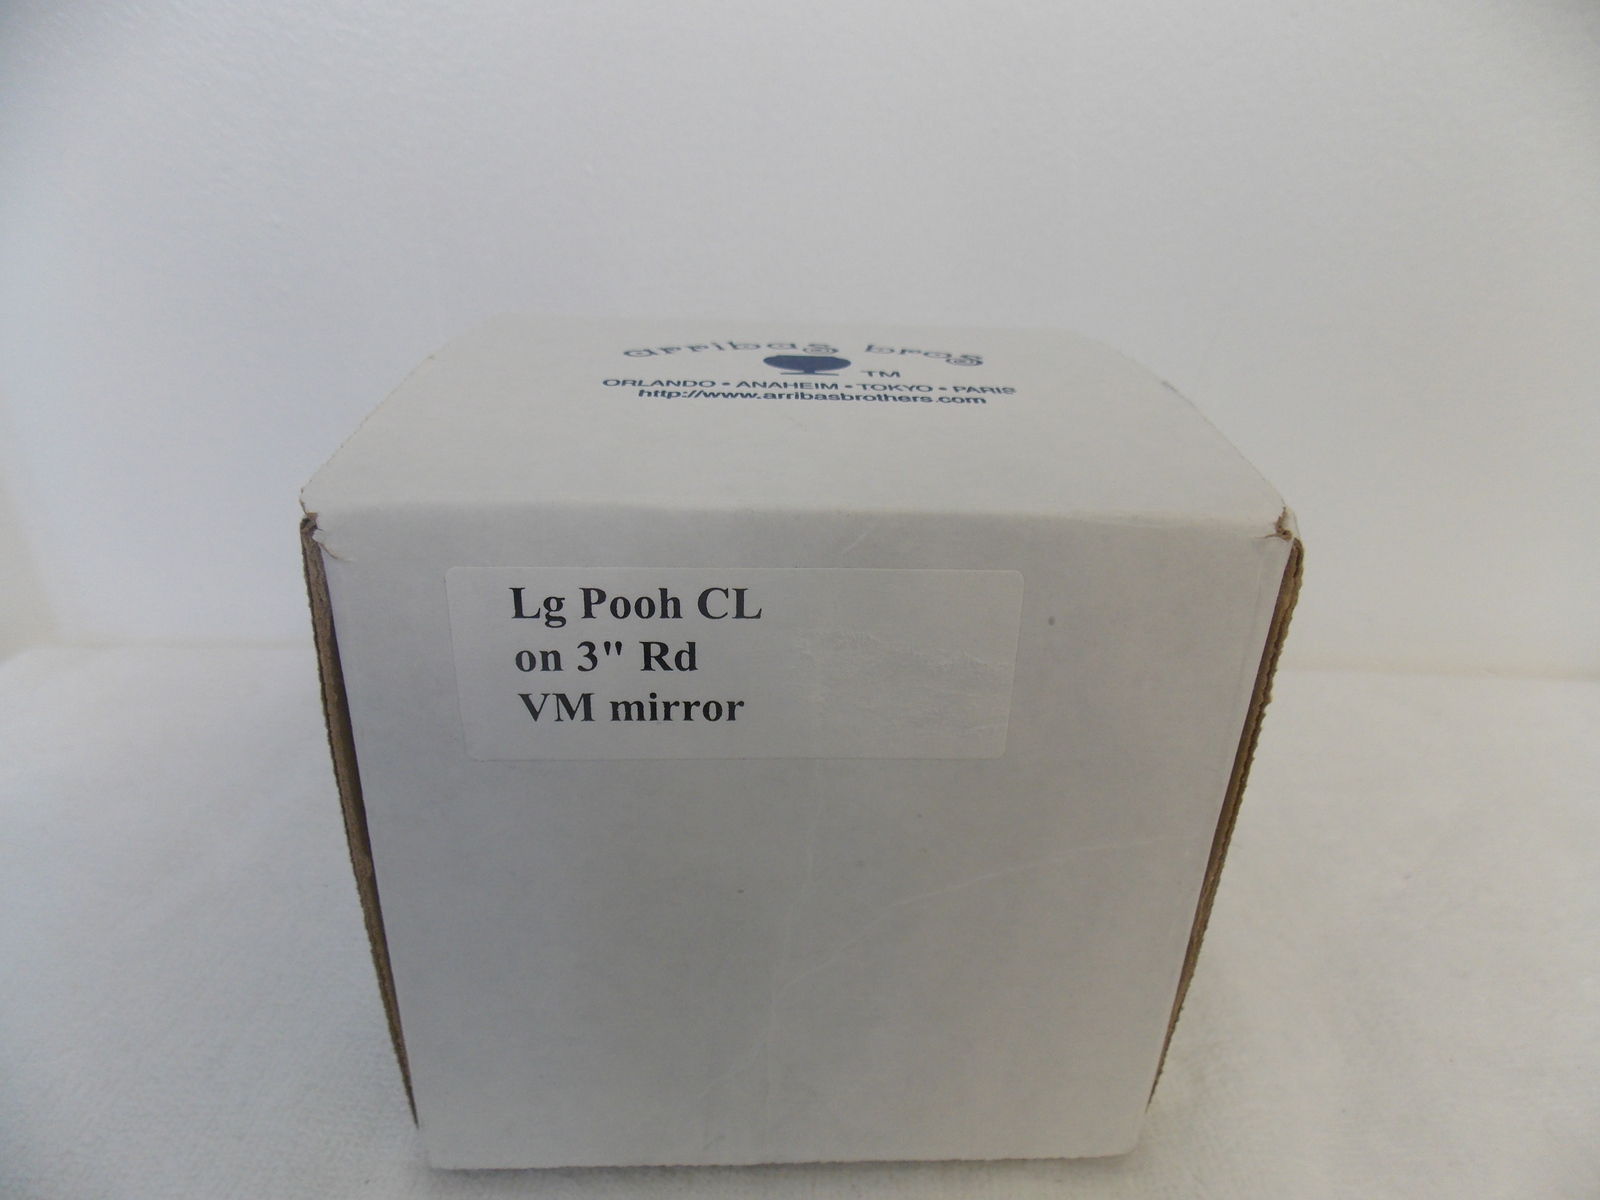 arribas bros
TM
ORLANDO • ANAHEIM • TOKYO • PARIS
http://www.arribasbrothers.com
Lg Pooh CL
on 3" Rd
VM mirror